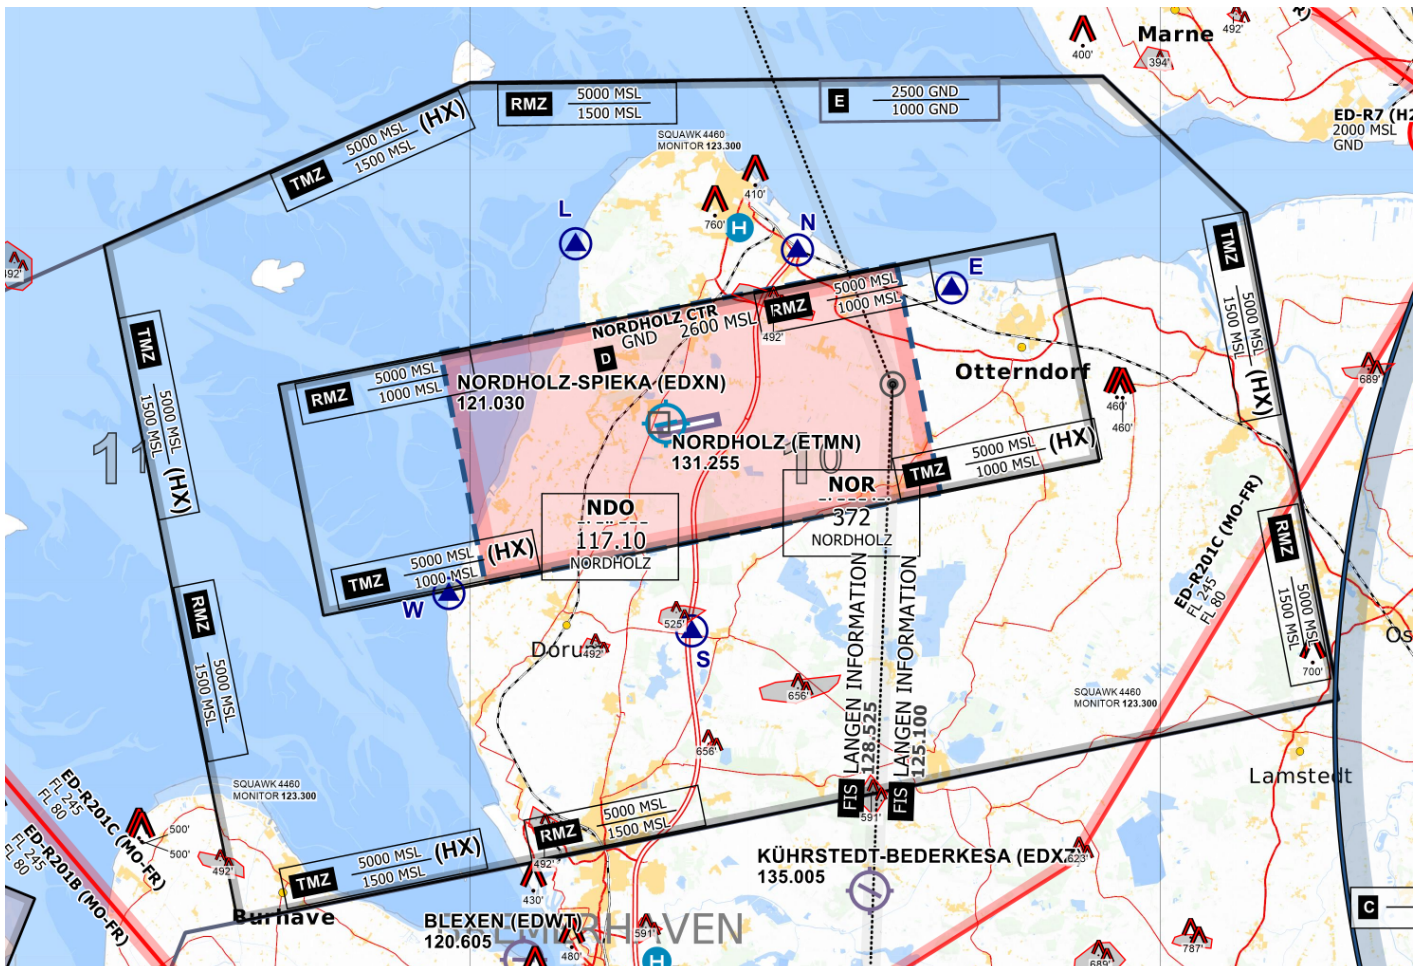 Marne
400'
492'
394'
ED-R7 (H2
2000 MSL
GND
RMZ
5000 MSL
1500 MSL
E
2500 GND
1000 GND
TMZ
5000 MSL
1500 MSL
(HX)
SQUAWK 4460
MONITOR 123.300
410'
760'
H
L
N
E
492'
TMZ
5000 MSL
1500 MSL
(HX)
NORDHOLZ CTR
D
GND
2600 MSL
RMZ
5000 MSL
1000 MSL
492'
TMZ
5000 MSL
1500 MSL
(HX)
RMZ
5000 MSL
1000 MSL
NORDHOLZ-SPIEKA (EDXN)
121.030
Otterndorf
689'
460'
460'
NORDHOLZ (ETMN)
131.255
10
11
TMZ
5000 MSL
1000 MSL
(HX)
NDO
117.10
NORDHOLZ
NOR
372
NORDHOLZ
ED-R201C (MO-FR)
FL 245
FL 80
RMZ
5000 MSL
1500 MSL
TMZ
5000 MSL
1000 MSL
(HX)
W
RMZ
5000 MSL
1500 MSL
525'
S
Dorum
492'
LANGEN INFORMATION
128.525
LANGEN INFORMATION
125.100
FIS
FIS
656'
656'
700'
Os
SQUAWK 4460
MONITOR 123.300
Lamstedt
SQUAWK 4460
MONITOR 123.300
ED-R201C (MO-FR)
FL 245
FL 80
ED-R201B (MO-FR)
FL 245
FL 80
500'
500'
492'
RMZ
5000 MSL
1500 MSL
591'
TMZ
5000 MSL
1500 MSL
(HX)
492'
430'
KÜHRSTEDT-BEDERKESA (EDXZ)
135.005
623'
Burhave
BLEXEN (EDWT)
120.605
BREMERHAVEN
591'
480'
H
C
787'
689'